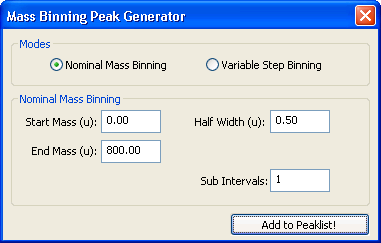 Mass Binning Peak Generator
Modes
Nominal Mass Binning Variable Step Binning
Nominal Mass Binning
Start Mass (u): 0.00 Half Width (u): 0.50
End Mass (u): 800.00
Sub Intervals: 1
Add to Peaklist!